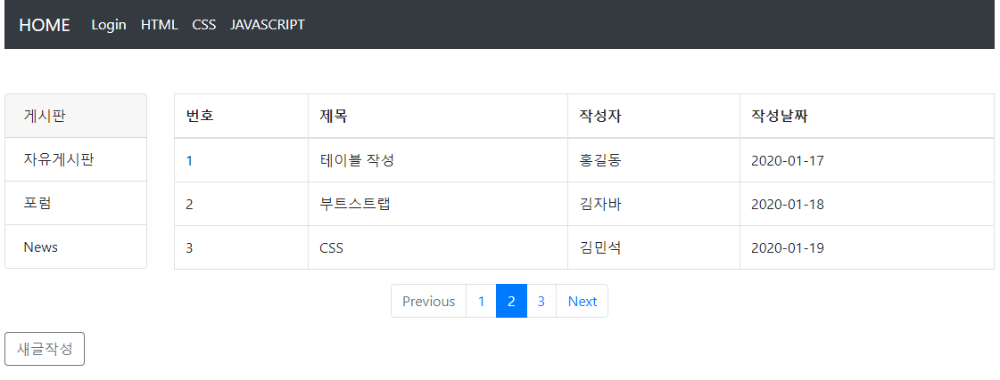 HOME Login HTML CSS JAVASCRIPT
게시판
자유게시판
포럼
News
번호 제목 작성자 작성날짜
1 테이블 작성 홍길동 2020-01-17
2 부트스트랩 김자바 2020-01-18
3 CSS 김민석 2020-01-19
Previous 1 2 3 Next
새글작성